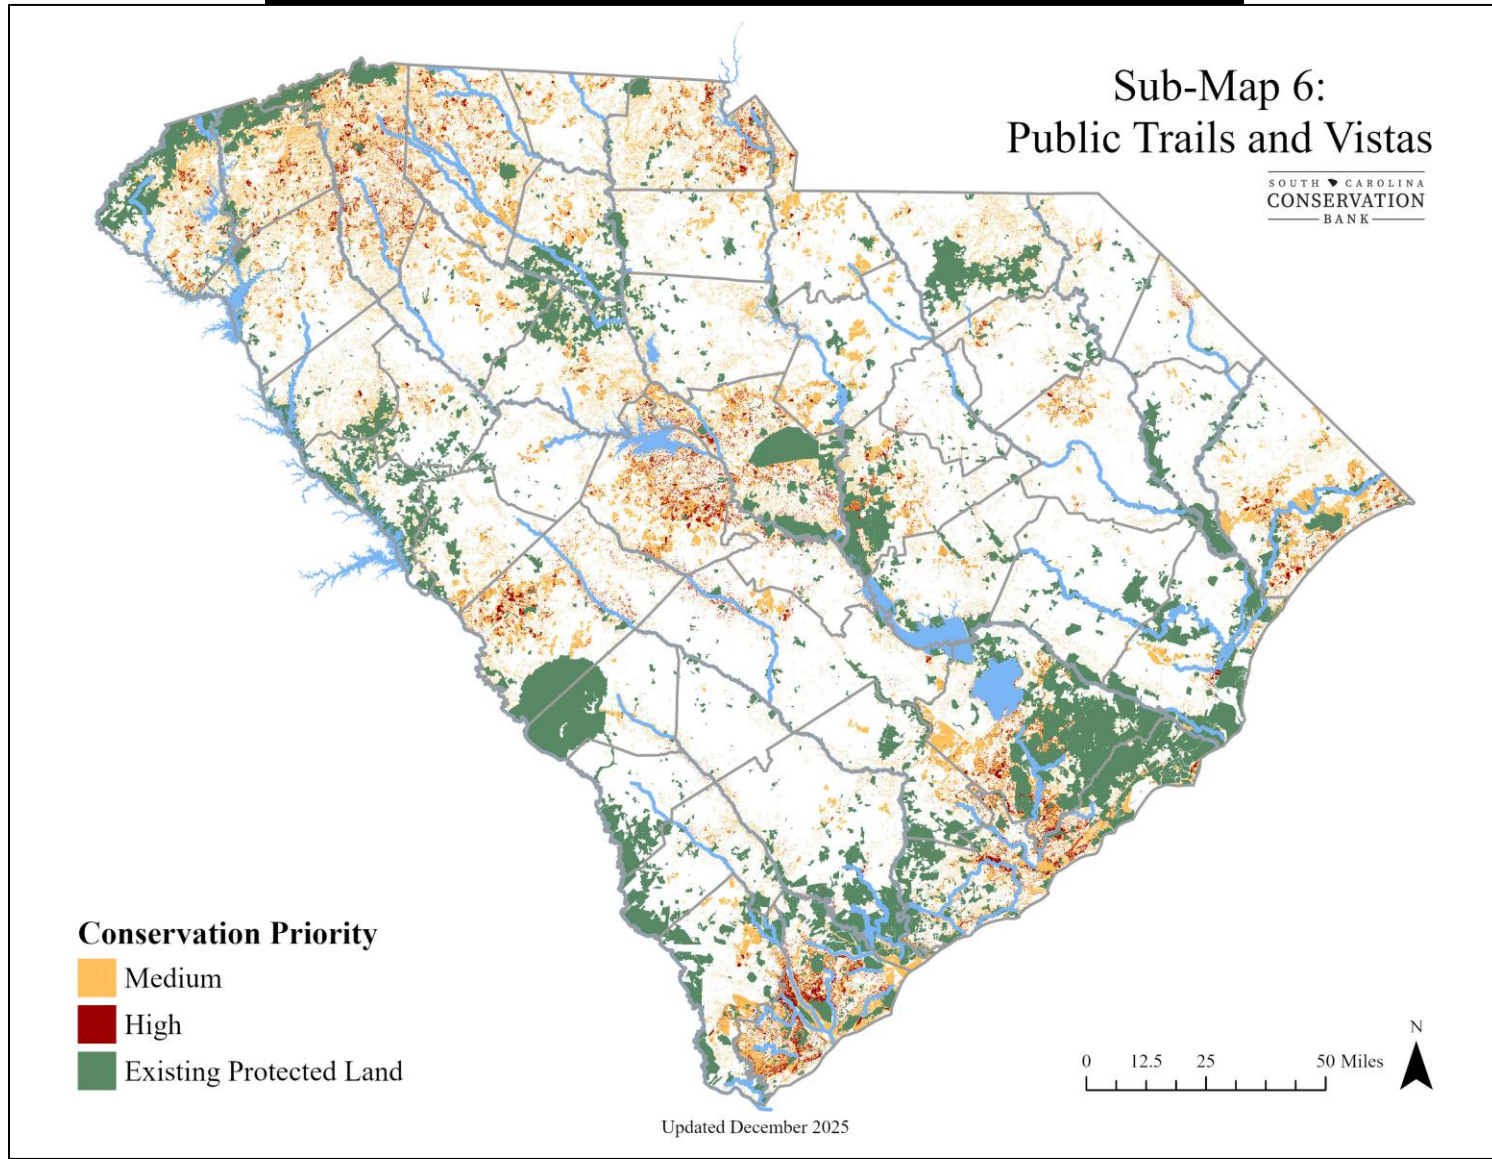 Sub-Map 6:
Public Trails and Vistas
SOUTH CAROLINA
CONSERVATION
BANK
Conservation Priority
Medium
High
Existing Protected Land
N
0 12.5 25 50 Miles
Updated December 2025